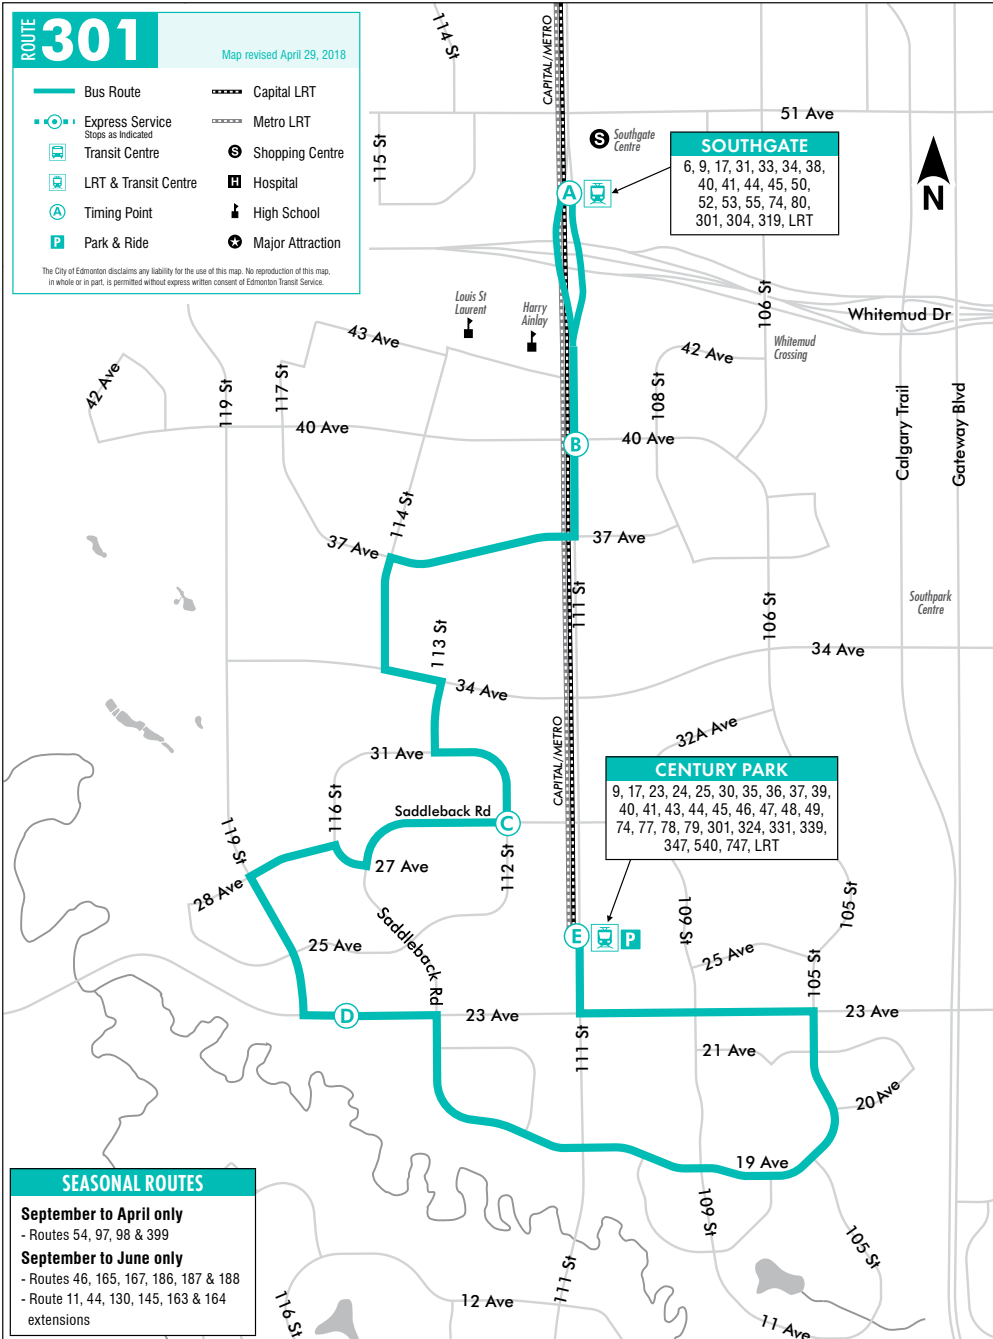 ROUTE 301
Map revised April 29, 2018
Bus Route
Capital LRT
Express Service
Stops as Indicated
Metro LRT
Transit Centre
S Shopping Centre
LRT & Transit Centre
H Hospital
A Timing Point
High School
P Park & Ride
Major Attraction
The City of Edmonton disclaims any liability for the use of this map. No reproduction of this map,
in whole or in part, is permitted without express written consent of Edmonton Transit Service.
114 St
CAPITAL/METRO
51 Ave
115 St
S
Southgate
Centre
SOUTHGATE
6, 9, 17, 31, 33, 34, 38,
40, 41, 44, 45, 50,
52, 53, 55, 74, 80,
301, 304, 319, LRT
N
A
106 St
Whitemud Dr
Louis St
Laurent
Harry
Ainlay
43 Ave
42 Ave
Whitemud
Crossing
42 Ave
119 St
117 St
108 St
Calgary Trail
Gateway Blvd
40 Ave
B
40 Ave
114 St
37 Ave
37 Ave
111 St
106 St
Southpark
Centre
113 St
34 Ave
34 Ave
32A Ave
31 Ave
CAPITAL/METRO
CENTURY PARK
9, 17, 23, 24, 25, 30, 35, 36, 37, 39,
40, 41, 43, 44, 45, 46, 47, 48, 49,
74, 77, 78, 79, 301, 324, 331, 339,
347, 540, 747, LRT
116 St
Saddleback Rd
C
119 St
27 Ave
112 St
28 Ave
109 St
105 St
Saddleback Rd
25 Ave
E
P
25 Ave
105 St
D
23 Ave
23 Ave
111 St
21 Ave
20 Ave
19 Ave
109 St
105 St
111 St
12 Ave
11 Ave
116 St
SEASONAL ROUTES
September to April only
- Routes 54, 97, 98 & 399
September to June only
- Routes 46, 165, 167, 186, 187 & 188
- Route 11, 44, 130, 145, 163 & 164
extensions